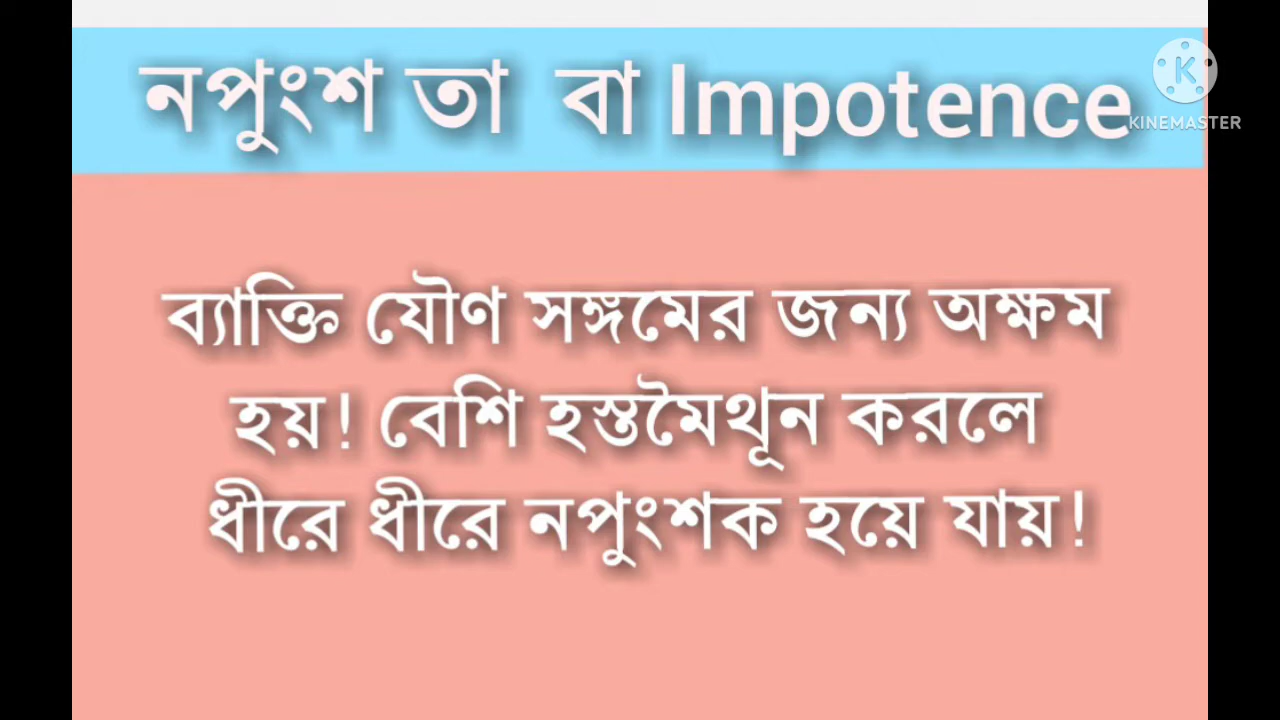 নপুংশ তা বা Impotence
KINEMASTER
ব্যাক্তি যৌণ সঙ্গমের জন্য অক্ষম
হয়! বেশি হস্তমৈথূন করলে
ধীরে ধীরে নপুংশক হয়ে যায়!